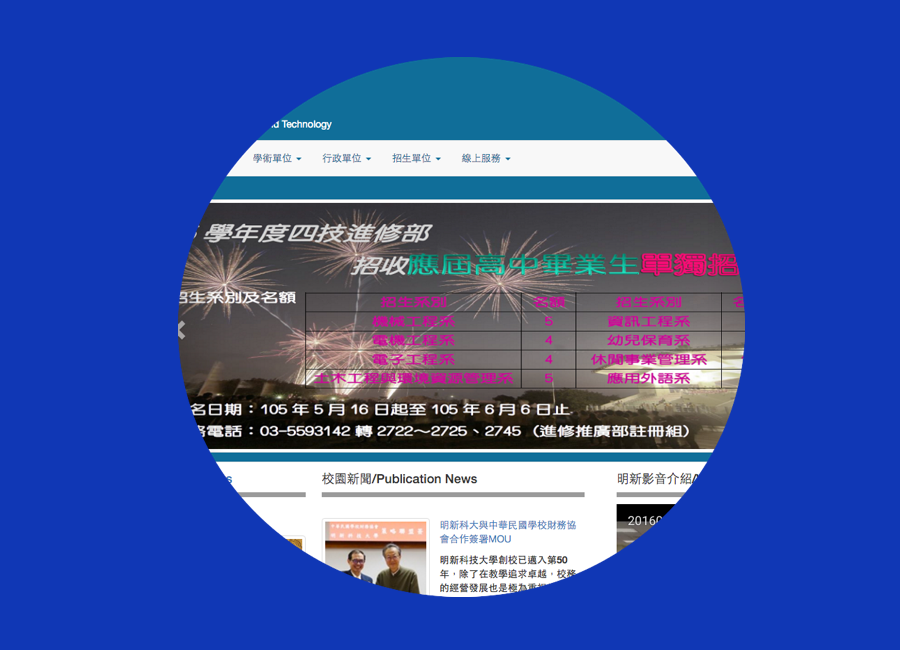 Technology
學術單位 行政單位 招生單位 線上服務
學年度四技進修部
招收應屆高中畢業生單獨招
生系別及名額
招生系別 名額 招生系別
機械工程系 5 資訊工程系
電機工程系 4 幼兒保育系
電子工程系 4 休閒事業管理系
土木工程與環境資源管理系 5 應用外語系
名日期：105 年 5 月 16 日起至 105 年 6 月 6 日止
電話：03-5593142 轉 2722～2725、2745 (進修推廣部註冊組)
校園新聞/Publication News
明新影音介紹/
明新科大與中華民國學校財務協
會合作簽署MOU
明新科技大學創校已邁入第50
年，除了在教學追求卓越，校務
的經營發展也是極為重
20160